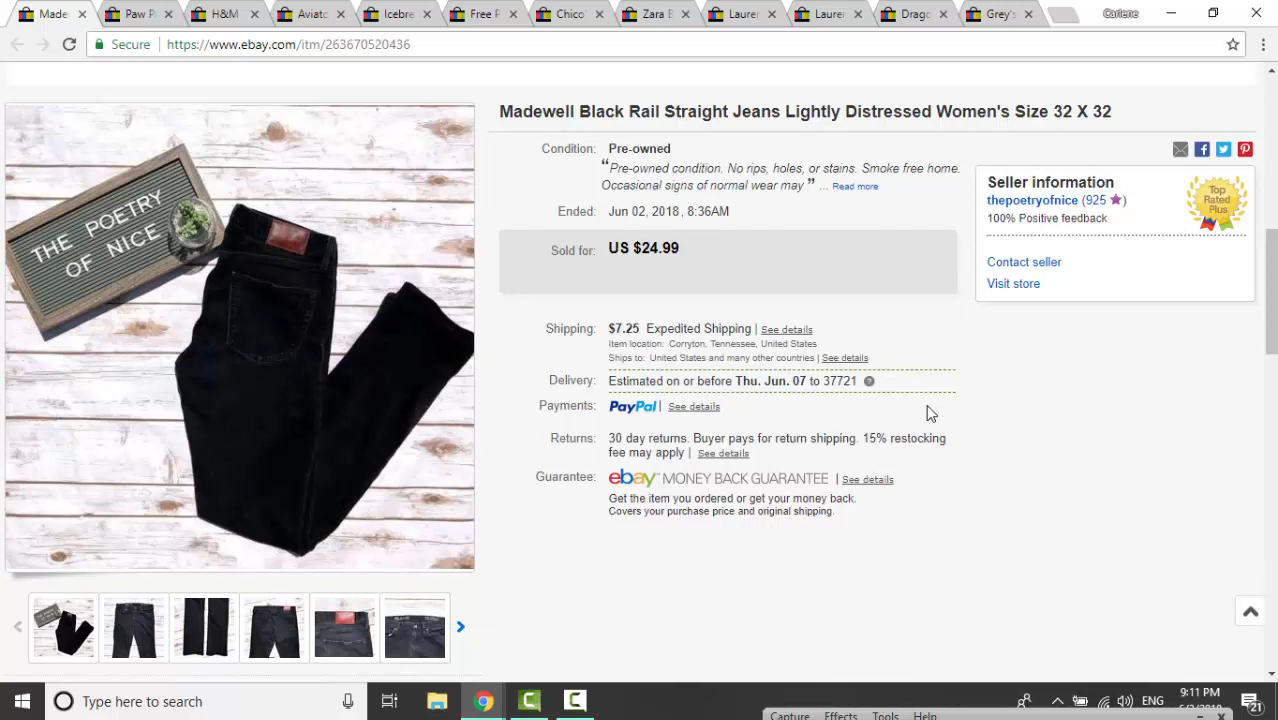 Made
Paw P
H&M
Aviato
Icebre
Free P
Chico
Zara B
Lauren
Lauren
Drago
Grey's
Carlene
Secure
https://www.ebay.com/itm/263670520436
Madewell Black Rail Straight Jeans Lightly Distressed Women's Size 32 X 32
Condition: Pre-owned
“Pre-owned condition. No rips, holes, or stains. Smoke free home.
Occasional signs of normal wear may ” ... Read more
Ended: Jun 02, 2018 , 8:36AM
Sold for: US $24.99
Shipping: $7.25 Expedited Shipping | See details
Item location: Corryton, Tennessee, United States
Ships to: United States and many other countries | See details
Delivery: Estimated on or before Thu. Jun. 07 to 37721 ?
Payments: PayPal | See details
Returns: 30 day returns. Buyer pays for return shipping. 15% restocking
fee may apply | See details
Guarantee: ebay MONEY BACK GUARANTEE | See details
Get the item you ordered or get your money back.
Covers your purchase price and original shipping.
Seller information
thepoetryofnice (925 )
100% Positive feedback
Top
Rated
Plus
Contact seller
Visit store
THE POETRY
OF NICE
Type here to search
ENG
9:11 PM
21
Capture Effects Tools Help